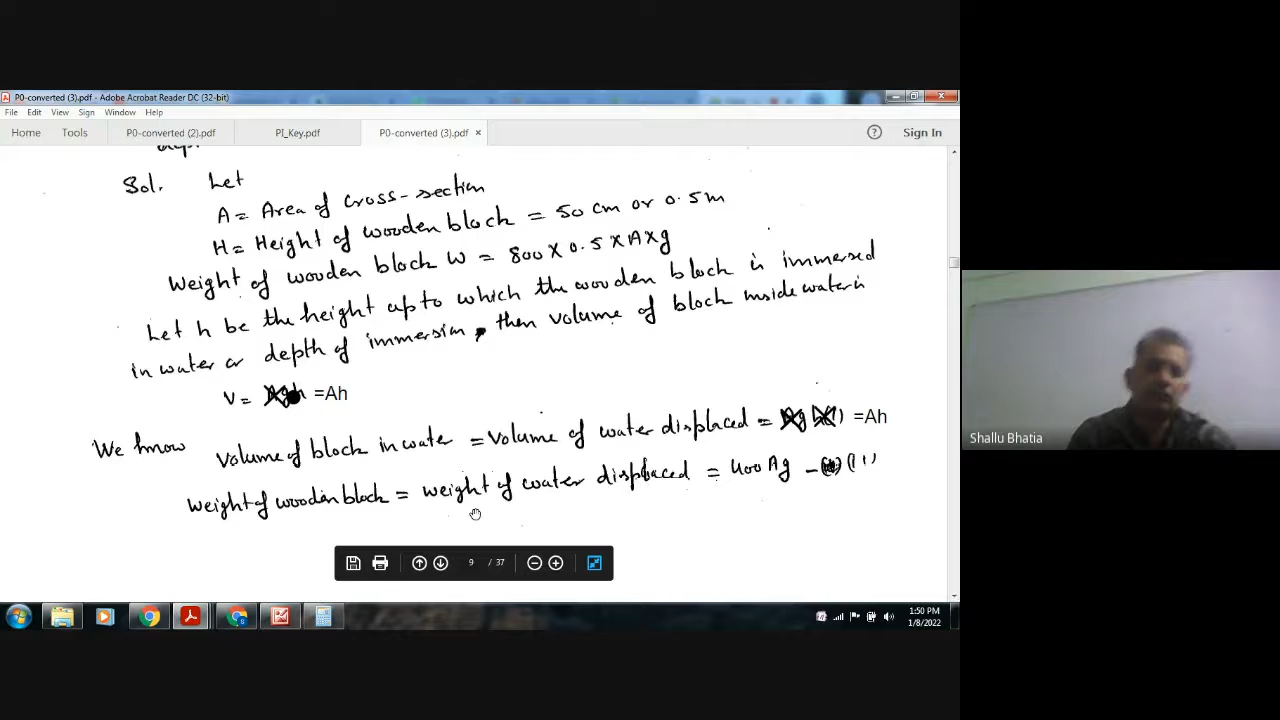 P0-converted (3).pdf - Adobe Acrobat Reader DC (32-bit)
File Edit View Sign Window Help
Home Tools P0-converted (2).pdf PI_Key.pdf P0-converted (3).pdf × ? Sign In
Sol. Let
A = Area of cross-section
H = Height of wooden block = 50 cm or 0.5 m
Weight of wooden block W = 800 X 0.5 X A X g
Let h be the height up to which the wooden block is immersed
in water or depth of immersion, then volume of block inside water is
V = =Ah
We know Volume of block in water = Volume of water displaced = =Ah
Weight of wooden block = weight of water displaced = 400 Ag - (1)
9 / 37
Shallu Bhatia
1:50 PM
1/8/2022